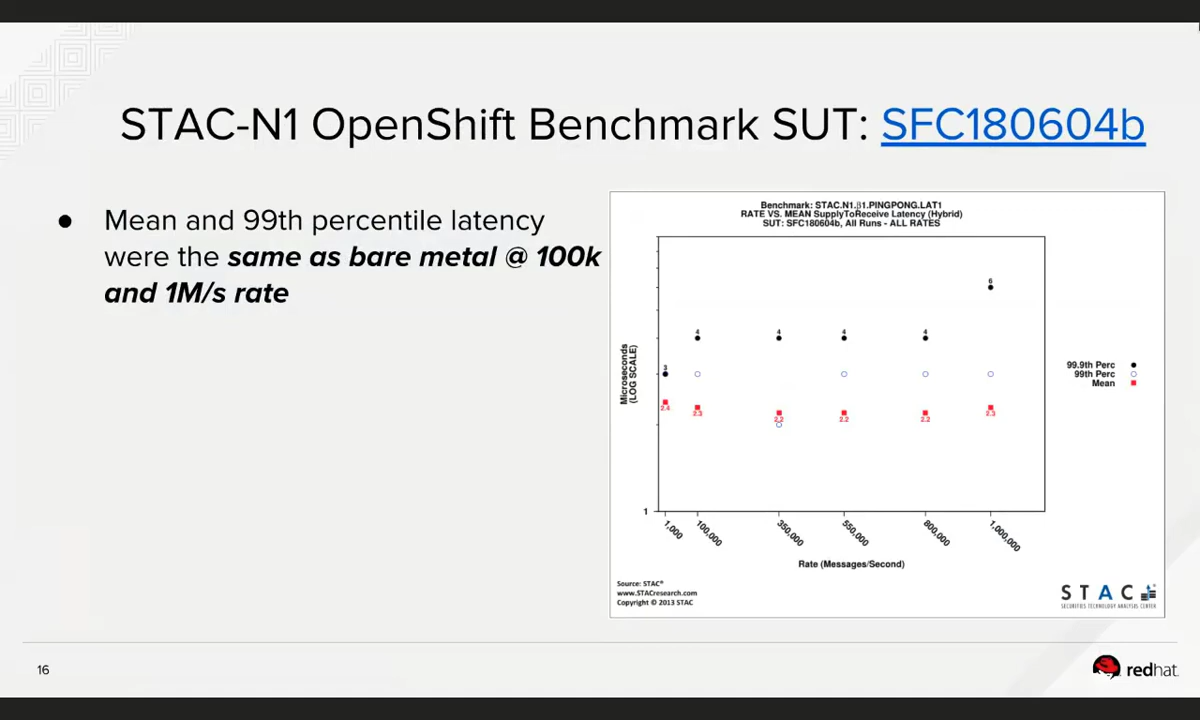 STAC-N1 OpenShift Benchmark SUT: SFC180604b
● Mean and 99th percentile latency
were the same as bare metal @ 100k
and 1M/s rate
Benchmark: STAC.N1.β1.PINGPONG.LAT1
RATE VS. MEAN SupplyToReceive Latency (Hybrid)
SUT: SFC180604b, All Runs - ALL RATES
6
4 4 4 4
3
2.4 2.3 2.2 2.2 2.2 2.3
Microseconds
(LOG SCALE)
99.9th Perc
99th Perc
Mean
1
1,000 100,000 350,000 550,000 800,000 1,000,000
Rate (Messages/Second)
Source: STAC®
www.STACresearch.com
Copyright © 2013 STAC
STAC
SECURITIES TECHNOLOGY ANALYSIS CENTER
16
redhat.